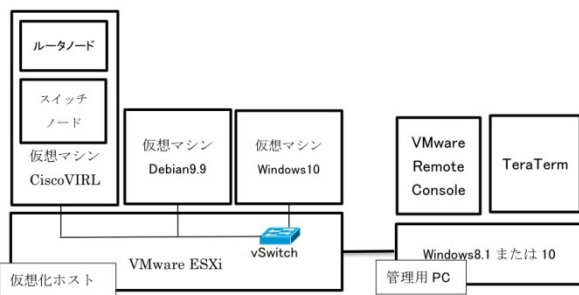 ルータノード
スイッチ
ノード
仮想マシン
CiscoVIRL
仮想マシン
Debian9.9
仮想マシン
Windows10
vSwitch
VMware ESXi
仮想化ホスト
VMware
Remote
Console
TeraTerm
Windows8.1 または 10
管理用 PC